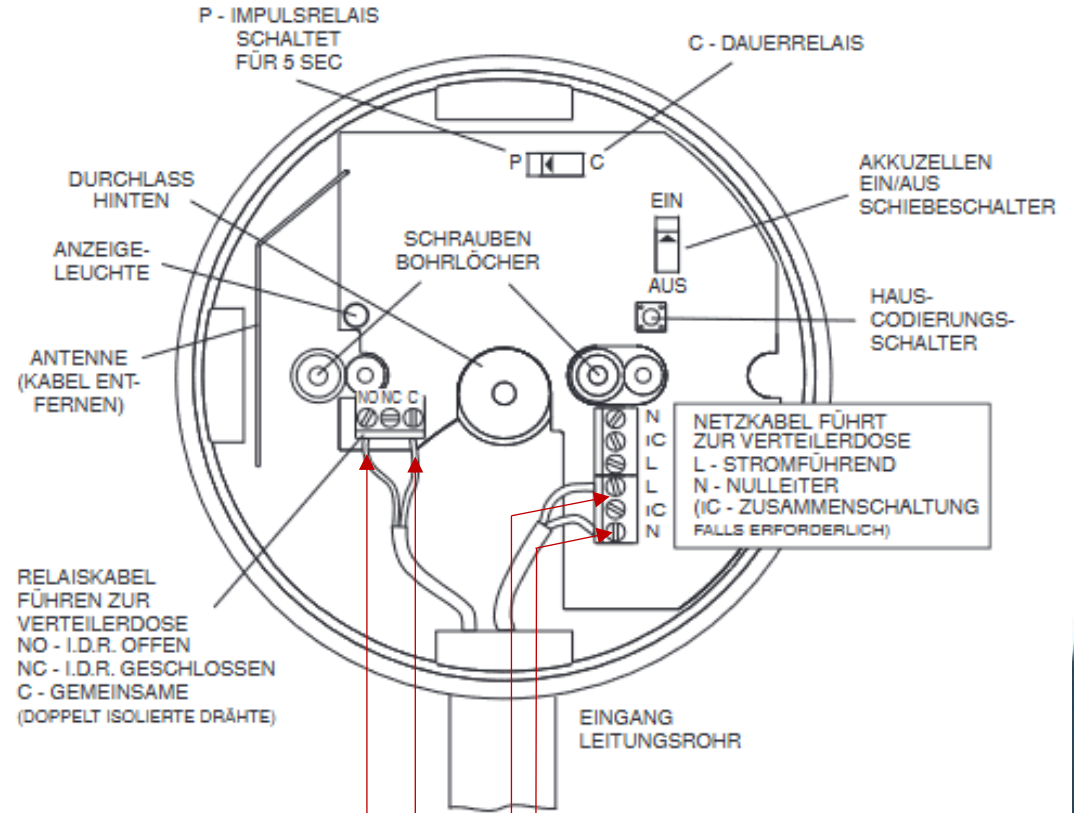 P - IMPULSRELAIS
SCHALTET
FÜR 5 SEC
C - DAUERRELAIS
P
C
DURCHLASS
HINTEN
AKKUZELLEN
EIN/AUS
SCHIEBESCHALTER
EIN
AUS
ANZEIGE-
LEUCHTE
SCHRAUBEN
BOHRLÖCHER
HAUS-
CODIERUNGS-
SCHALTER
ANTENNE
(KABEL ENT-
FERNEN)
NO NC C
N
IC
L
L
IC
N
NETZKABEL FÜHRT
ZUR VERTEILERDOSE
L - STROMFÜHREND
N - NULLEITER
(IC - ZUSAMMENSCHALTUNG
FALLS ERFORDERLICH)
RELAISKABEL
FÜHREN ZUR
VERTEILERDOSE
NO - I.D.R. OFFEN
NC - I.D.R. GESCHLOSSEN
C - GEMEINSAME
(DOPPELT ISOLIERTE DRÄHTE)
EINGANG
LEITUNGSROHR